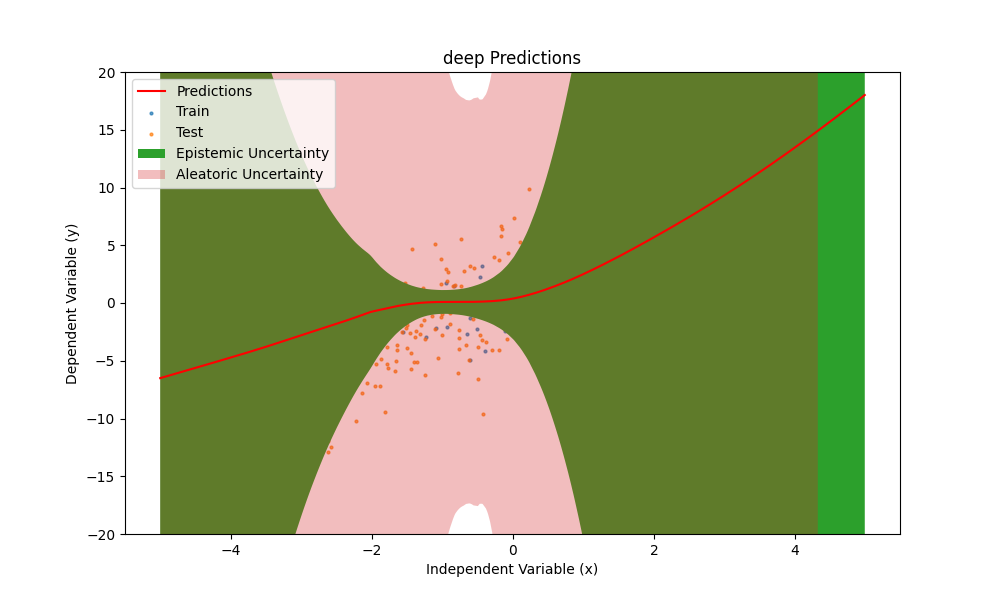 deep Predictions
20
15
10
5
0
−5
−10
−15
−20
Dependent Variable (y)
Predictions
Train
Test
Epistemic Uncertainty
Aleatoric Uncertainty
−4
−2
0
2
4
Independent Variable (x)